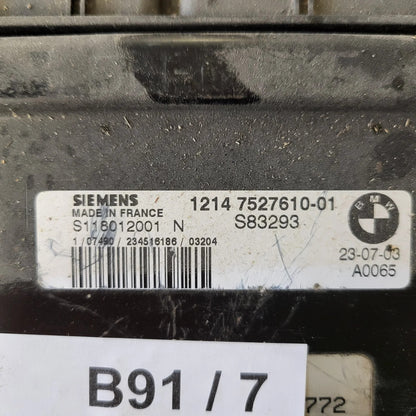 SIEMENS 1214 7527610-01
MADE IN FRANCE
S118012001 N S83293
BMW
1/07490 / 234516186 / 03204
23-07-03
A0065
B91 / 7
772